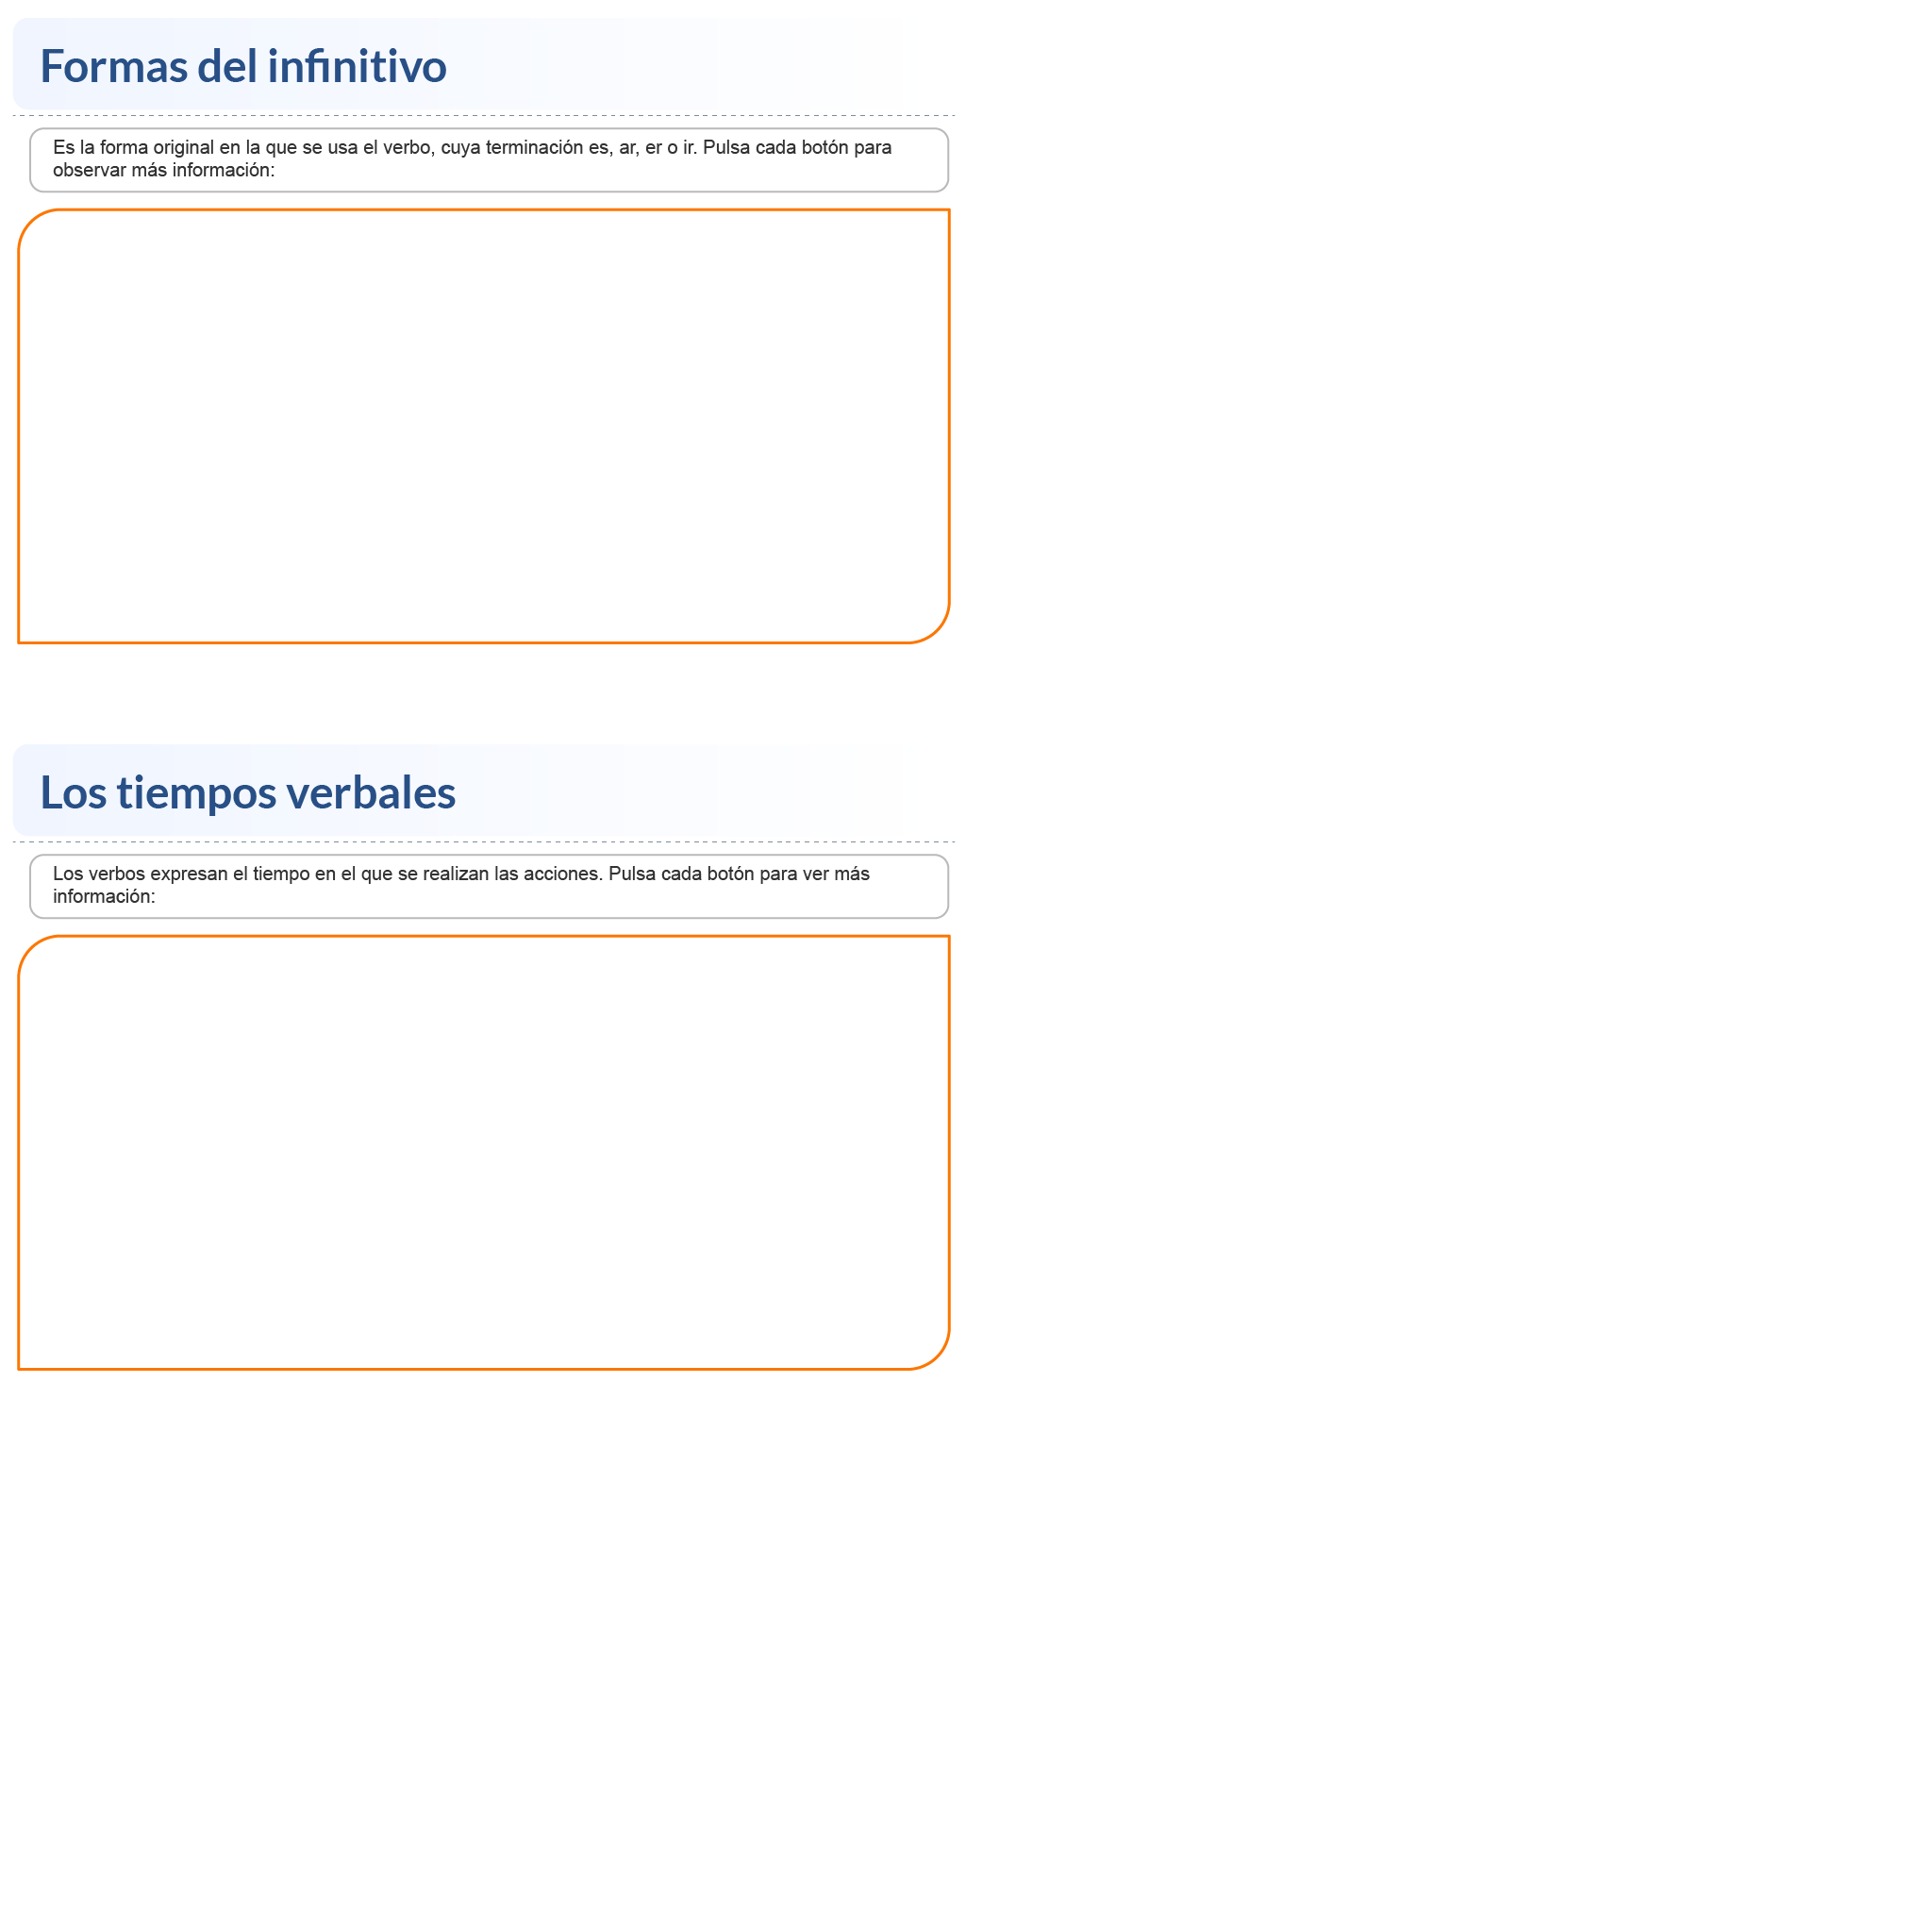 Formas del infinitivo
Es la forma original en la que se usa el verbo, cuya terminación es, ar, er o ir. Pulsa cada botón para
observar más información:
Los tiempos verbales
Los verbos expresan el tiempo en el que se realizan las acciones. Pulsa cada botón para ver más
información: